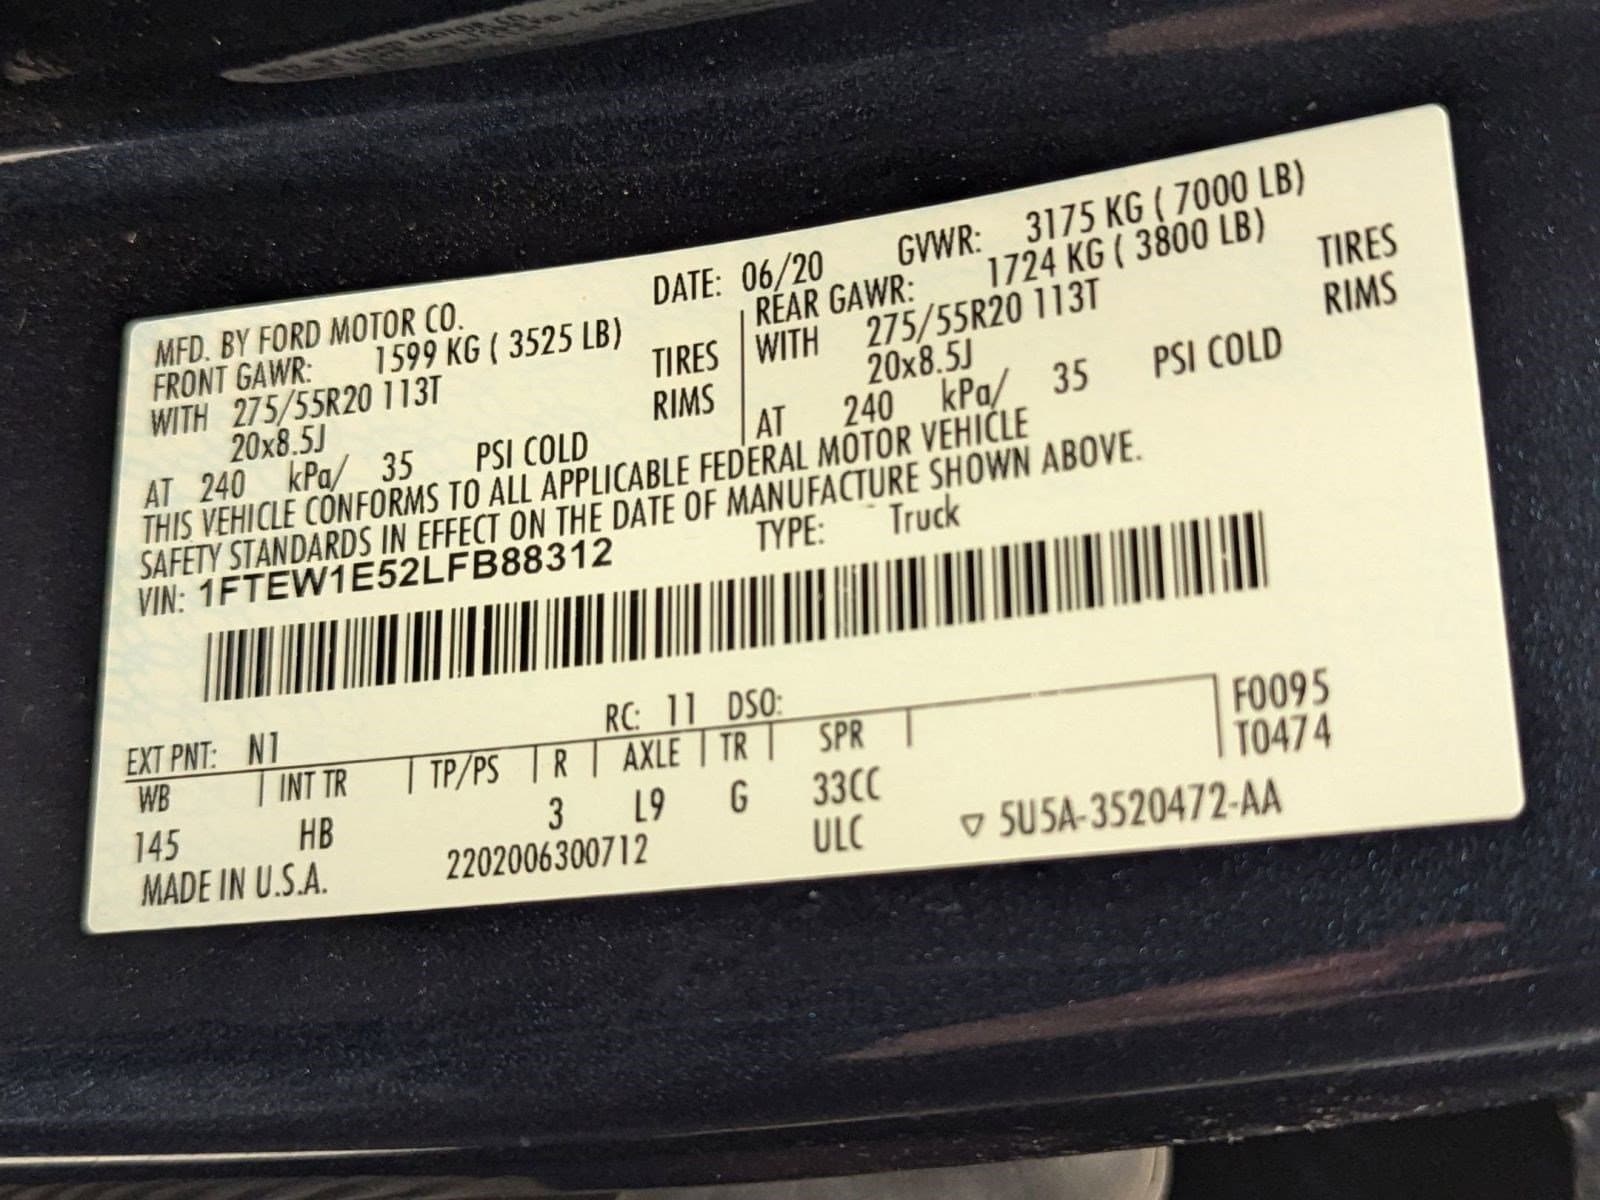 MFD. BY FORD MOTOR CO. DATE: 06/20 GVWR: 3175 KG ( 7000 LB)
FRONT GAWR: 1599 KG ( 3525 LB)
WITH 275/55R20 113T TIRES
20x8.5J RIMS
AT 240 kPa/ 35 PSI COLD
REAR GAWR: 1724 KG ( 3800 LB)
WITH 275/55R20 113T TIRES
20x8.5J RIMS
AT 240 kPa/ 35 PSI COLD
THIS VEHICLE CONFORMS TO ALL APPLICABLE FEDERAL MOTOR VEHICLE
SAFETY STANDARDS IN EFFECT ON THE DATE OF MANUFACTURE SHOWN ABOVE.
VIN: 1FTEW1E52LFB88312 TYPE: Truck
EXT PNT: N1 RC: 11 DSO: F0095
WB INT TR TP/PS R AXLE TR SPR T0474
145 HB 3 L9 G 33CC
ULC ▽ 5U5A-3520472-AA
MADE IN U.S.A. 2202006300712